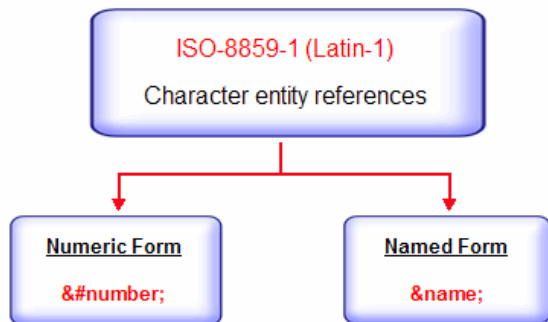 ISO-8859-1 (Latin-1)
Character entity references
Numeric Form
&#number;
Named Form
&name;